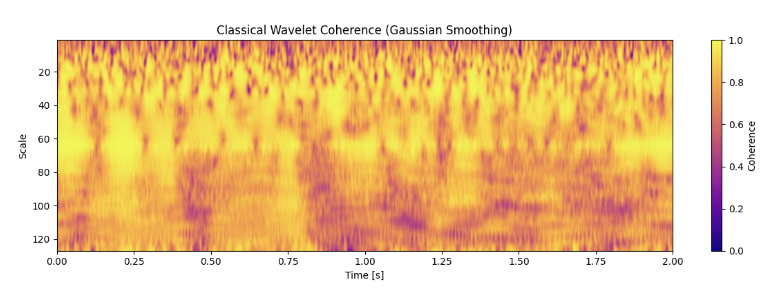 Classical Wavelet Coherence (Gaussian Smoothing)
Scale
20
40
60
80
100
120
0.00 0.25 0.50 0.75 1.00 1.25 1.50 1.75 2.00
Time [s]
1.0
0.8
0.6
0.4
0.2
0.0
Coherence